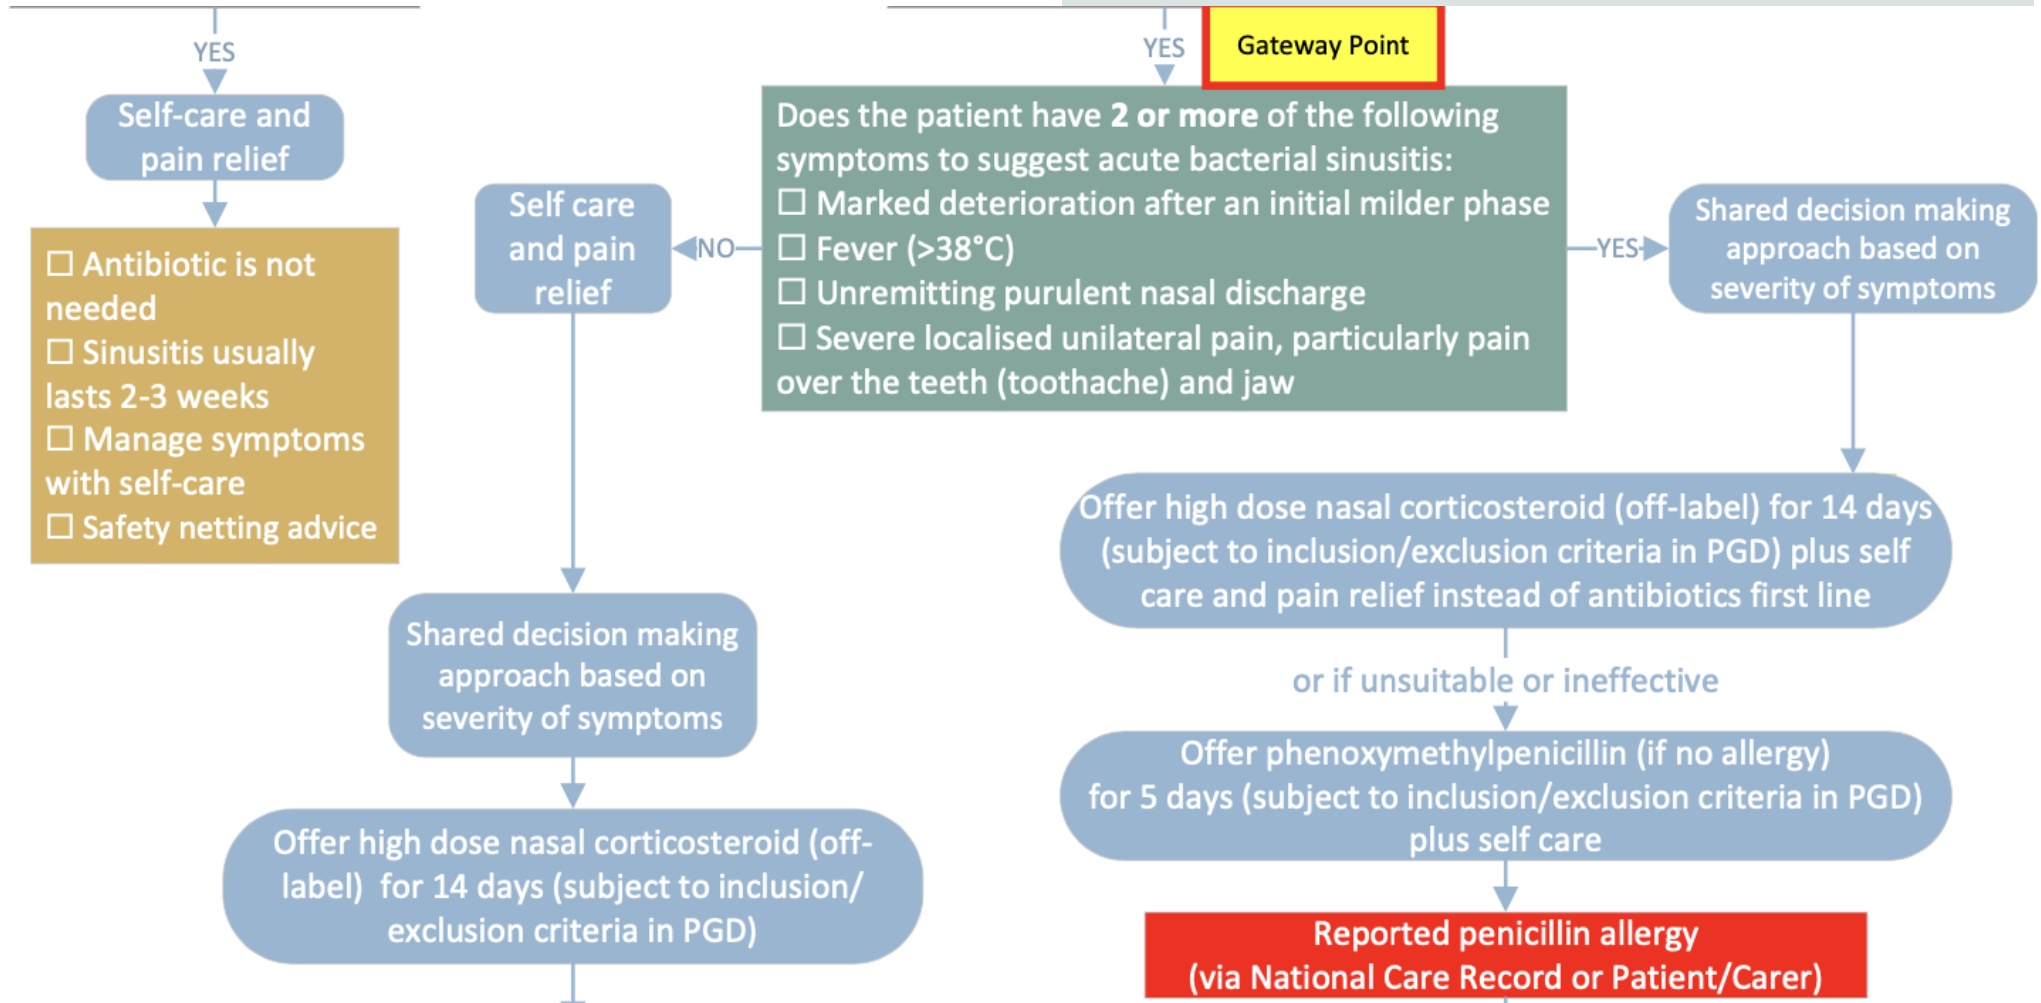 YES
Self-care and
pain relief
☐ Antibiotic is not
needed
☐ Sinusitis usually
lasts 2-3 weeks
☐ Manage symptoms
with self-care
☐ Safety netting advice
YES
Gateway Point
Does the patient have 2 or more of the following
symptoms to suggest acute bacterial sinusitis:
☐ Marked deterioration after an initial milder phase
☐ Fever (>38°C)
☐ Unremitting purulent nasal discharge
☐ Severe localised unilateral pain, particularly pain
over the teeth (toothache) and jaw
NO
Self care
and pain
relief
Shared decision making
approach based on
severity of symptoms
Offer high dose nasal corticosteroid (off-
label) for 14 days (subject to inclusion/
exclusion criteria in PGD)
YES
Shared decision making
approach based on
severity of symptoms
Offer high dose nasal corticosteroid (off-label) for 14 days
(subject to inclusion/exclusion criteria in PGD) plus self
care and pain relief instead of antibiotics first line
or if unsuitable or ineffective
Offer phenoxymethylpenicillin (if no allergy)
for 5 days (subject to inclusion/exclusion criteria in PGD)
plus self care
Reported penicillin allergy
(via National Care Record or Patient/Carer)